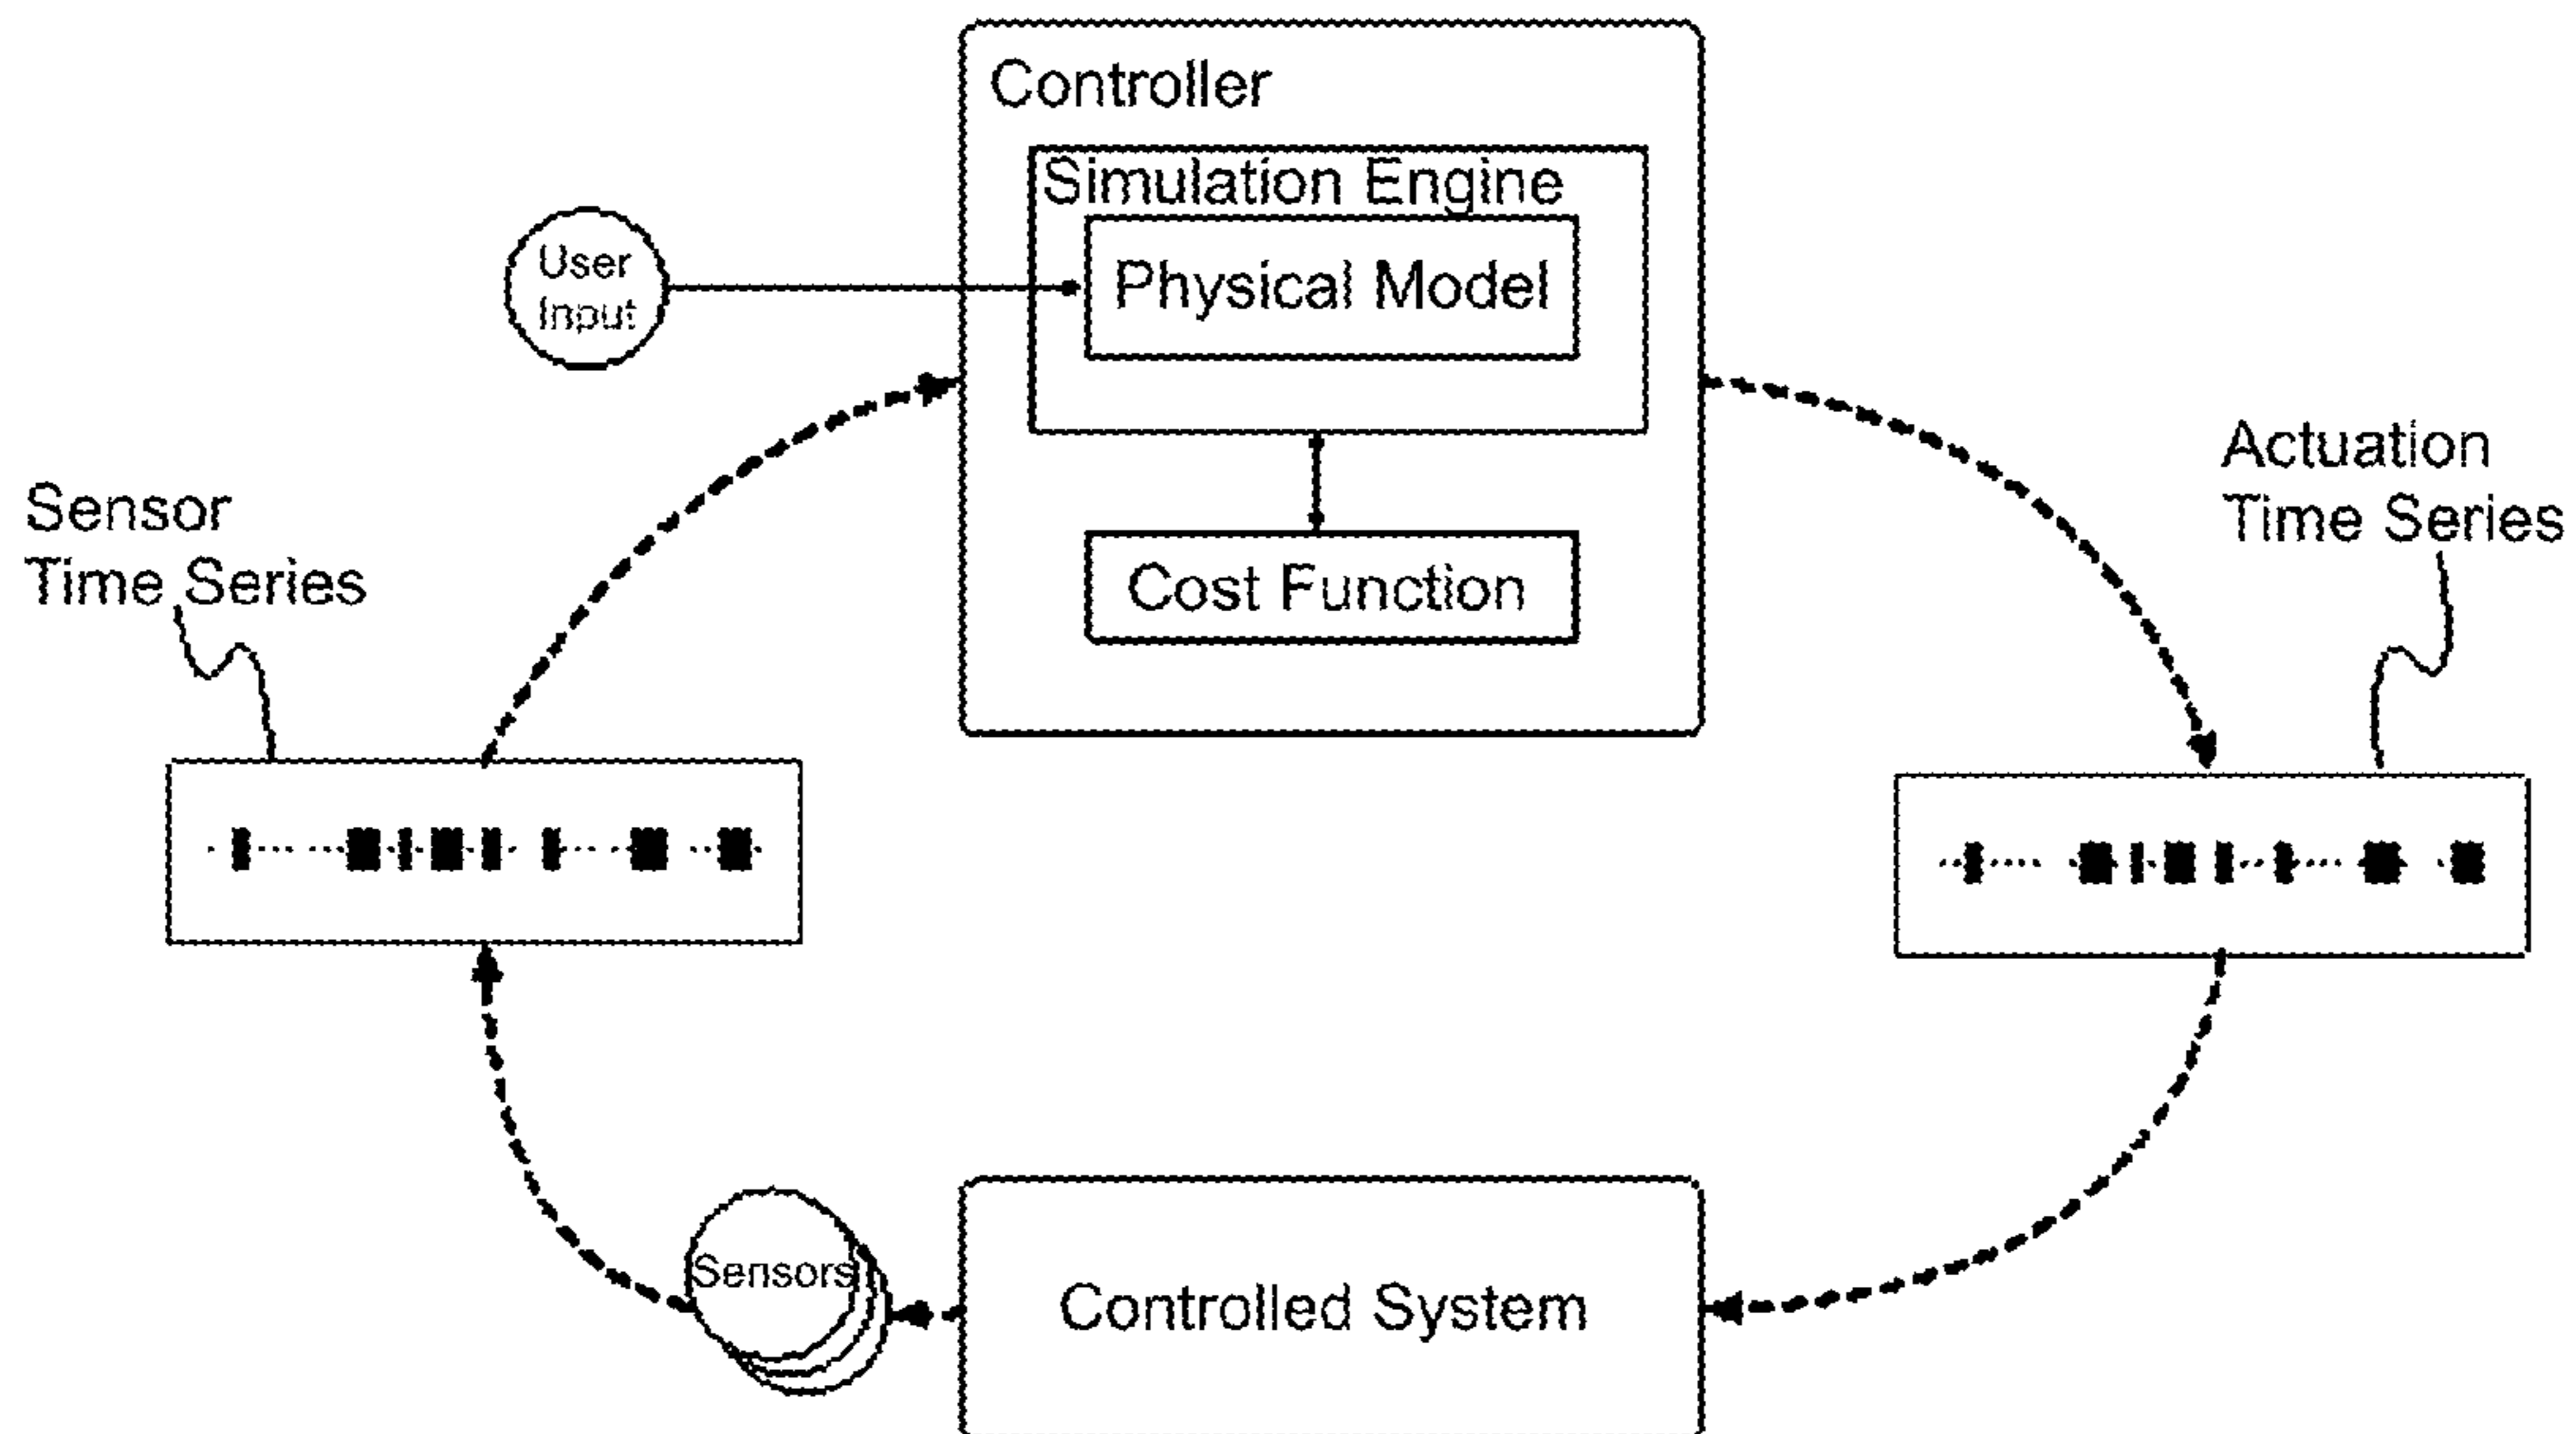 Controller
Simulation Engine
Physical Model
User
Input
Cost Function
Sensor
Time Series
Actuation
Time Series
Sensors
Controlled System